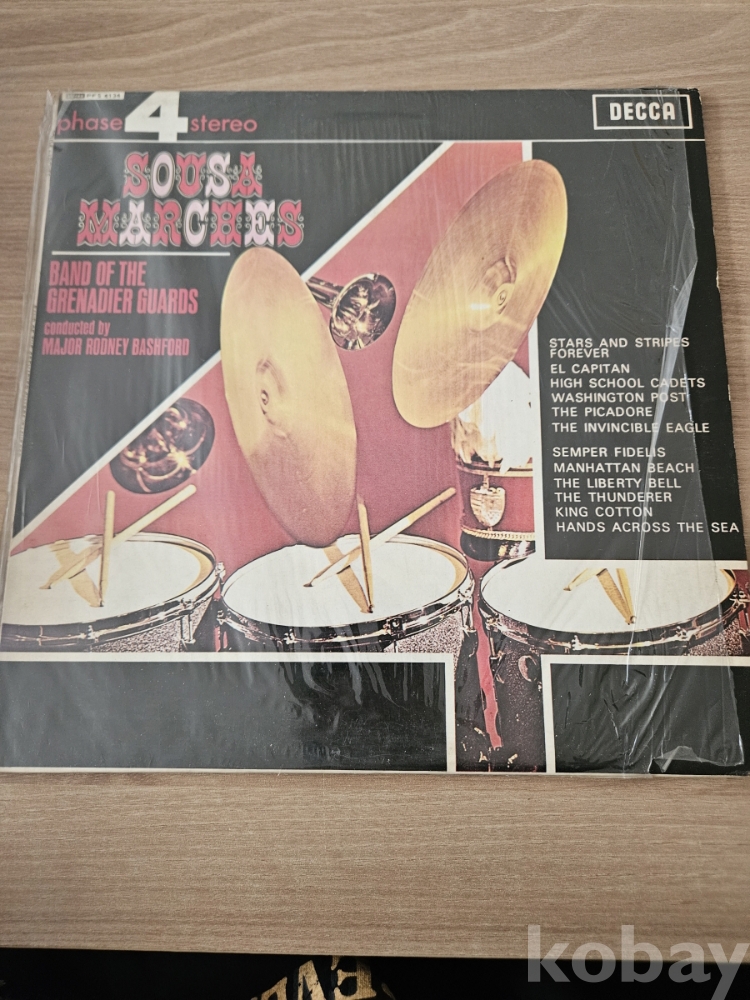 PFS 4134
phase 4 stereo
DECCA
SOUSA
MARCHES
BAND OF THE
GRENADIER GUARDS
conducted by
MAJOR RODNEY BASHFORD
STARS AND STRIPES
FOREVER
EL CAPITAN
HIGH SCHOOL CADETS
WASHINGTON POST
THE PICADORE
THE INVINCIBLE EAGLE
SEMPER FIDELIS
MANHATTAN BEACH
THE LIBERTY BELL
THE THUNDERER
KING COTTON
HANDS ACROSS THE SEA
kobay